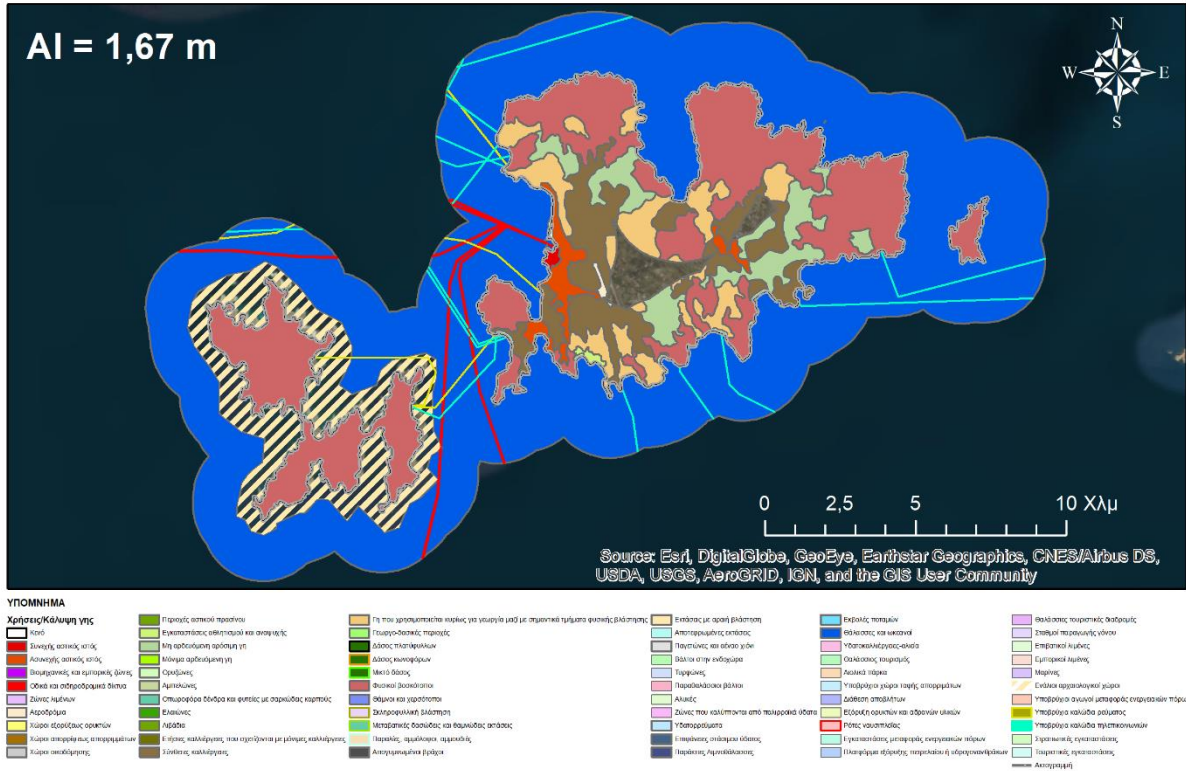 AI = 1,67 m
N
W
E
S
0 2,5 5 10 Χλμ
Source: Esri, DigitalGlobe, GeoEye, Earthstar Geographics, CNES/Airbus DS,
USDA, USGS, AeroGRID, IGN, and the GIS User Community
ΥΠΟΜΝΗΜΑ
Χρήσεις/Κάλυψη γης
Κενό
Συνεχής αστικός ιστός
Ασυνεχής αστικός ιστός
Βιομηχανικές και εμπορικές ζώνες
Οδικά και σιδηροδρομικά δίκτυα
Ζώνες λιμένων
Αεροδρόμια
Χώροι εξορύξεως ορυκτών
Χώροι απορρίψεως απορριμμάτων
Χώροι οικοδόμησης
Περιοχές αστικού πρασίνου
Εγκαταστάσεις αθλητισμού και αναψυχής
Μη αρδευόμενη αρόσιμη γη
Μόνιμα αρδευόμενη γη
Ορυζώνες
Αμπελώνες
Οπωροφόρα δένδρα και φυτείες με σαρκώδεις καρπούς
Ελαιώνες
Λιβάδια
Ετήσιες καλλιέργειες που σχετίζονται με μόνιμες καλλιέργειες
Σύνθετες καλλιέργειες
Γη που χρησιμοποιείται κυρίως για γεωργία μαζί με σημαντικά τμήματα φυσικής βλάστησης
Γεωργο-δασικές περιοχές
Δάσος πλατύφυλλων
Δάσος κωνοφόρων
Μικτό δάσος
Φυσικοί βοσκότοποι
Θάμνοι και χερσότοποι
Σκληροφυλλική βλάστηση
Μεταβατικές δασώδεις και θαμνώδεις εκτάσεις
Παραλίες, αμμόλοφοι, αμμουδιές
Απογυμνωμένοι βράχοι
Εκτάσεις με αραιή βλάστηση
Αποτεφρωμένες εκτάσεις
Παγετώνες και αέναο χιόνι
Βάλτοι στην ενδοχώρα
Τυρφώνες
Παραθαλάσσιοι βάλτοι
Αλυκές
Ζώνες που καλύπτονται από παλιρροϊκά ύδατα
Υδατορρεύματα
Επιφάνειες στάσιμου ύδατος
Παράκτιες λιμνοθάλασσες
Εκβολές ποταμών
Θάλασσες και ωκεανοί
Υδατοκαλλιέργειες-αλιεία
Θαλάσσιος τουρισμός
Αιολικά πάρκα
Υποβρύχιοι χώροι ταφής απορριμμάτων
Διάθεση αποβλήτων
Εξόρυξη ορυκτών και αδρανών υλικών
Ρότες ναυσιπλοΐας
Εγκαταστάσεις μεταφοράς ενεργειακών πόρων
Πλατφόρμα εξόρυξης πετρελαίου ή υδρογονανθράκων
Θαλάσσιες τουριστικές διαδρομές
Επιβατικοί λιμένες
Εμπορικοί λιμένες
Μαρίνες
Ενάλιοι αρχαιολογικοί χώροι
Υποβρύχιοι αγωγοί μεταφοράς ενεργειακών πόρων
Υποβρύχια καλώδια ρεύματος
Υποβρύχια καλώδια τηλεπικοινωνιών
Στρατιωτικές εγκαταστάσεις
Τουριστικές εγκαταστάσεις
Ακτογραμμή